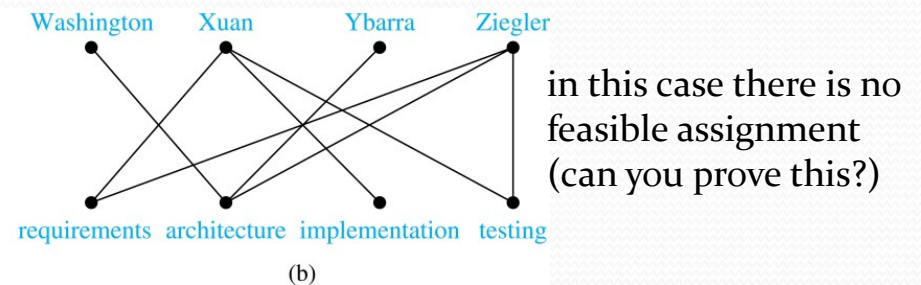 Washington Xuan Ybarra Ziegler
in this case there is no
feasible assignment
(can you prove this?)
requirements architecture implementation testing
(b)